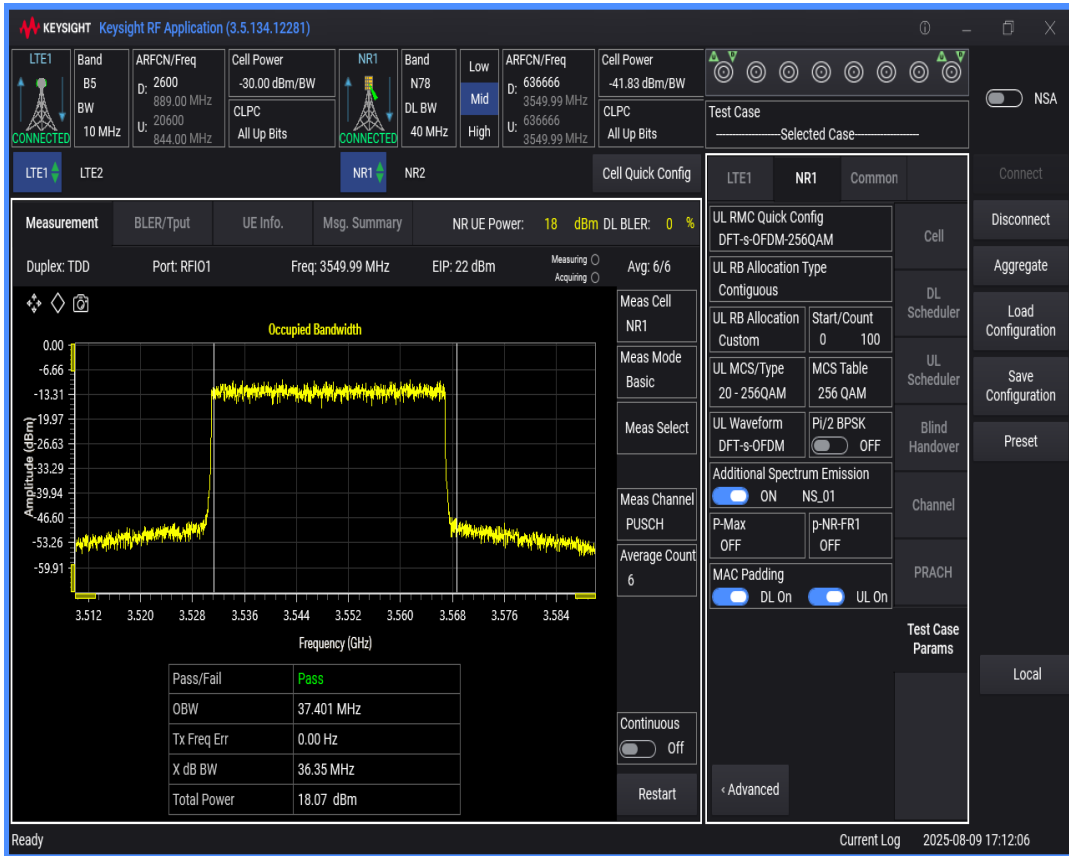 KEYSIGHT Keysight RF Application (3.5.134.12281)
LTE1
CONNECTED
Band
B5
BW
10 MHz
ARFCN/Freq
D: 2600
889.00 MHz
U: 20600
844.00 MHz
Cell Power
-30.00 dBm/BW
CLPC
All Up Bits
NR1
CONNECTED
Band
N78
DL BW
40 MHz
Low
Mid
High
ARFCN/Freq
D: 636666
3549.99 MHz
U: 636666
3549.99 MHz
Cell Power
-41.83 dBm/BW
CLPC
All Up Bits
Test Case
--------------------Selected Case--------------------
NSA
LTE1 LTE2
NR1 NR2
Cell Quick Config
Measurement BLER/Tput UE Info. Msg. Summary NR UE Power: 18 dBm DL BLER: 0 %
Duplex: TDD Port: RFIO1 Freq: 3549.99 MHz EIP: 22 dBm Measuring Acquiring Avg: 6/6
Occupied Bandwidth
Amplitude (dBm)
0.00
-6.66
-13.31
-19.97
-26.63
-33.29
-39.94
-46.60
-53.26
-59.91
3.512 3.520 3.528 3.536 3.544 3.552 3.560 3.568 3.576 3.584
Frequency (GHz)
Pass/Fail Pass
OBW 37.401 MHz
Tx Freq Err 0.00 Hz
X dB BW 36.35 MHz
Total Power 18.07 dBm
Meas Cell
NR1
Meas Mode
Basic
Meas Select
Meas Channel
PUSCH
Average Count
6
Continuous
Off
Restart
LTE1 NR1 Common
UL RMC Quick Config
DFT-s-OFDM-256QAM
UL RB Allocation Type
Contiguous
UL RB Allocation
Custom
Start/Count
0 100
UL MCS/Type
20 - 256QAM
MCS Table
256 QAM
UL Waveform
DFT-s-OFDM
Pi/2 BPSK
OFF
Additional Spectrum Emission
ON NS_01
P-Max
OFF
p-NR-FR1
OFF
MAC Padding
DL On UL On
‹ Advanced
Cell
DL
Scheduler
UL
Scheduler
Blind
Handover
Channel
PRACH
Test Case
Params
Connect
Disconnect
Aggregate
Load
Configuration
Save
Configuration
Preset
Local
Ready
Current Log 2025-08-09 17:12:06